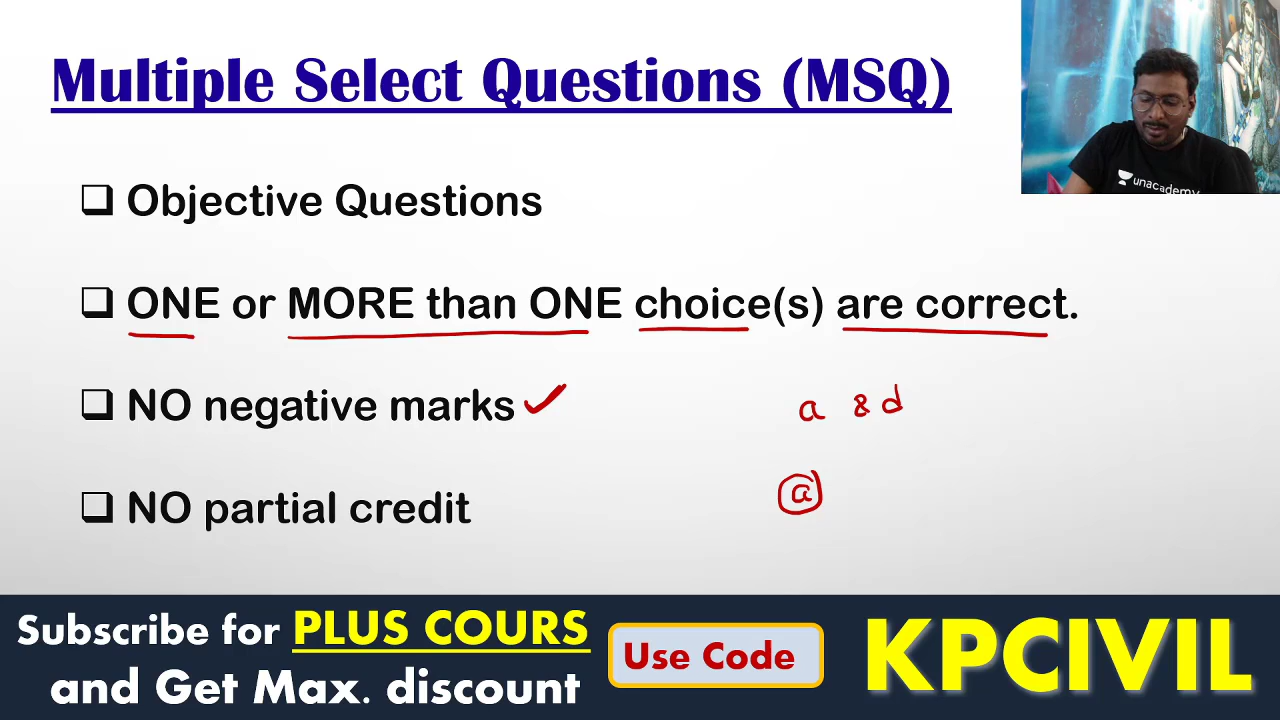 Multiple Select Questions (MSQ)
unacademy
Objective Questions
ONE or MORE than ONE choice(s) are correct.
NO negative marks
a & d
a
NO partial credit
Subscribe for PLUS COURS
and Get Max. discount
Use Code
KPCIVIL